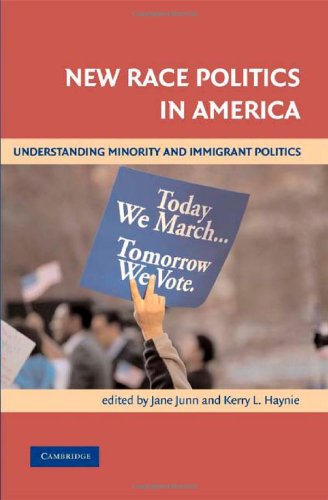 NEW RACE POLITICS
IN AMERICA
UNDERSTANDING MINORITY AND IMMIGRANT POLITICS
Today
We March...
Tomorrow
We Vote.
edited by Jane Junn and Kerry L. Haynie
CAMBRIDGE